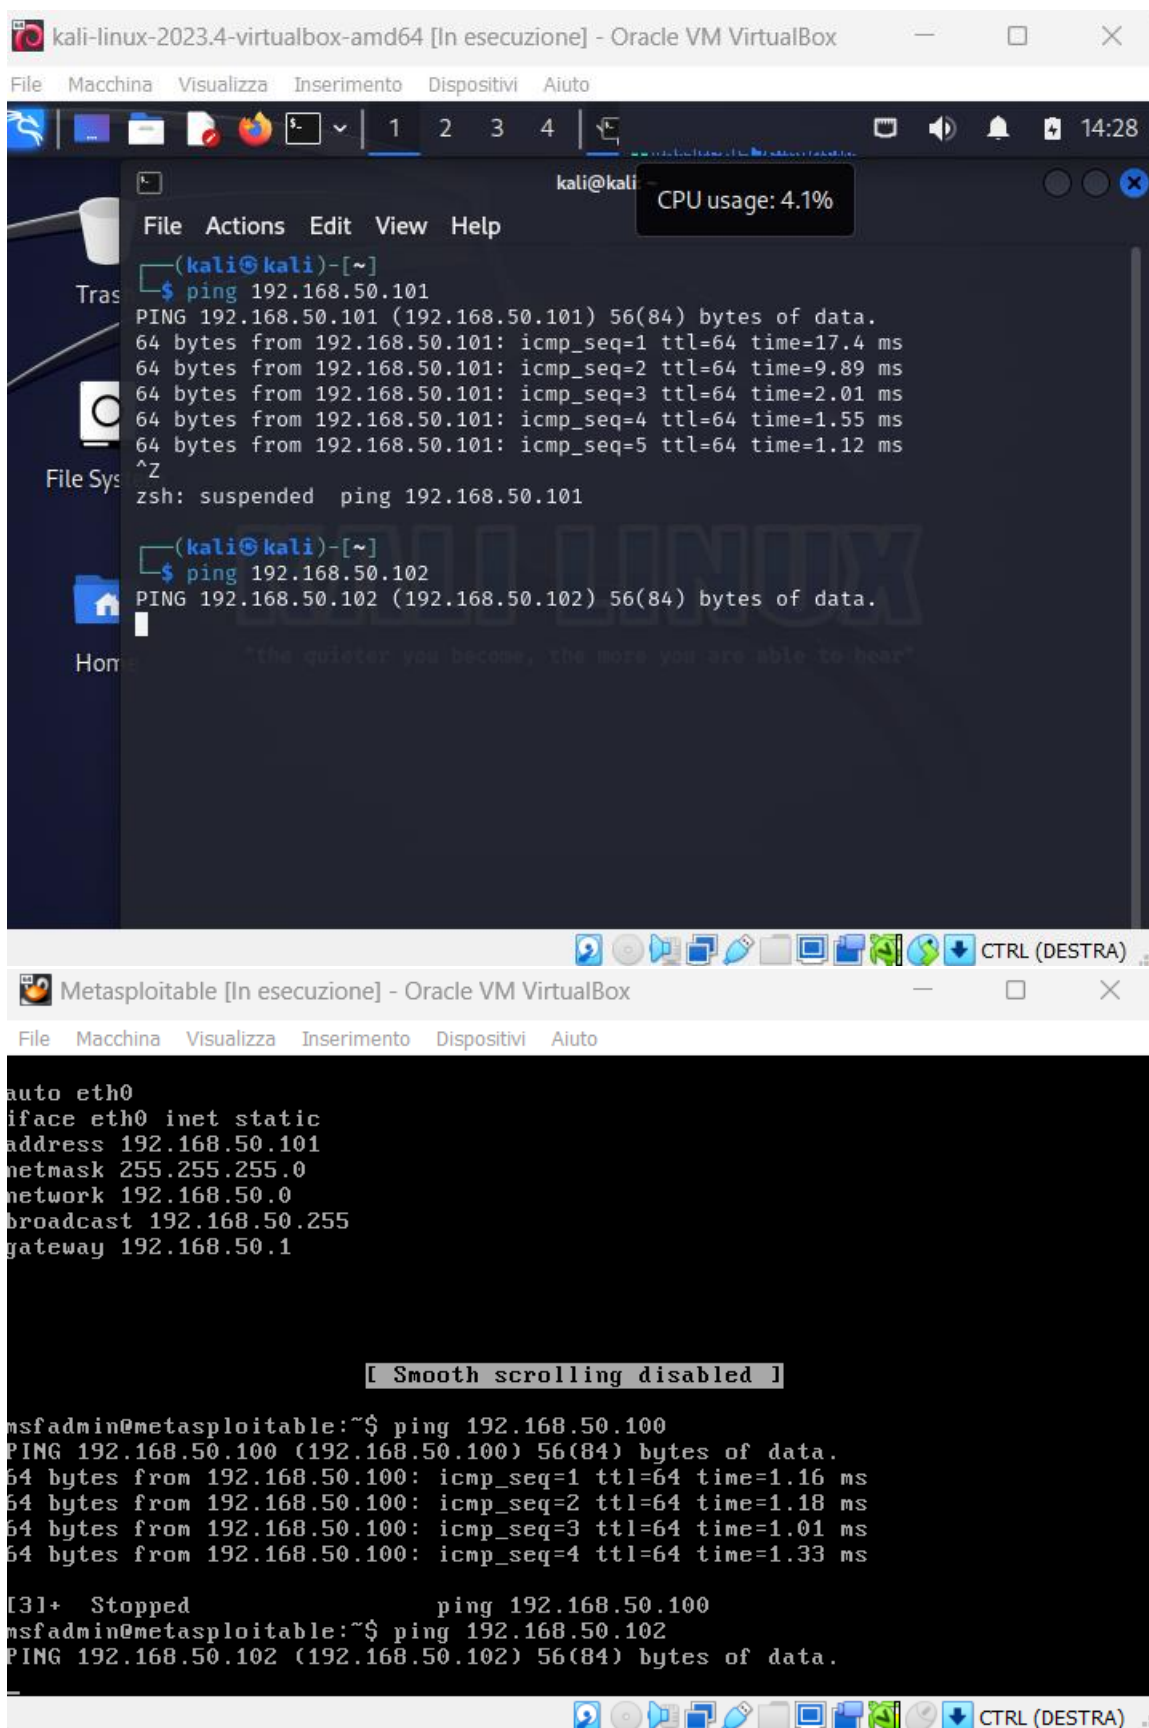 kali-linux-2023.4-virtualbox-amd64 [In esecuzione] - Oracle VM VirtualBox
File Macchina Visualizza Inserimento Dispositivi Aiuto
1 2 3 4 14:28
kali@kali: ~
CPU usage: 4.1%
File Actions Edit View Help
Tras
File Sys
Home
(kali㉿kali)-[~]
$ ping 192.168.50.101
PING 192.168.50.101 (192.168.50.101) 56(84) bytes of data.
64 bytes from 192.168.50.101: icmp_seq=1 ttl=64 time=17.4 ms
64 bytes from 192.168.50.101: icmp_seq=2 ttl=64 time=9.89 ms
64 bytes from 192.168.50.101: icmp_seq=3 ttl=64 time=2.01 ms
64 bytes from 192.168.50.101: icmp_seq=4 ttl=64 time=1.55 ms
64 bytes from 192.168.50.101: icmp_seq=5 ttl=64 time=1.12 ms
^Z
zsh: suspended ping 192.168.50.101
(kali㉿kali)-[~]
$ ping 192.168.50.102
PING 192.168.50.102 (192.168.50.102) 56(84) bytes of data.
KALI LINUX
"the quieter you become, the more you are able to hear"
CTRL (DESTRA)
Metasploitable [In esecuzione] - Oracle VM VirtualBox
File Macchina Visualizza Inserimento Dispositivi Aiuto
auto eth0
iface eth0 inet static
address 192.168.50.101
netmask 255.255.255.0
network 192.168.50.0
broadcast 192.168.50.255
gateway 192.168.50.1
[ Smooth scrolling disabled ]
msfadmin@metasploitable:~$ ping 192.168.50.100
PING 192.168.50.100 (192.168.50.100) 56(84) bytes of data.
64 bytes from 192.168.50.100: icmp_seq=1 ttl=64 time=1.16 ms
64 bytes from 192.168.50.100: icmp_seq=2 ttl=64 time=1.18 ms
64 bytes from 192.168.50.100: icmp_seq=3 ttl=64 time=1.01 ms
64 bytes from 192.168.50.100: icmp_seq=4 ttl=64 time=1.33 ms
[3]+ Stopped ping 192.168.50.100
msfadmin@metasploitable:~$ ping 192.168.50.102
PING 192.168.50.102 (192.168.50.102) 56(84) bytes of data.
CTRL (DESTRA)